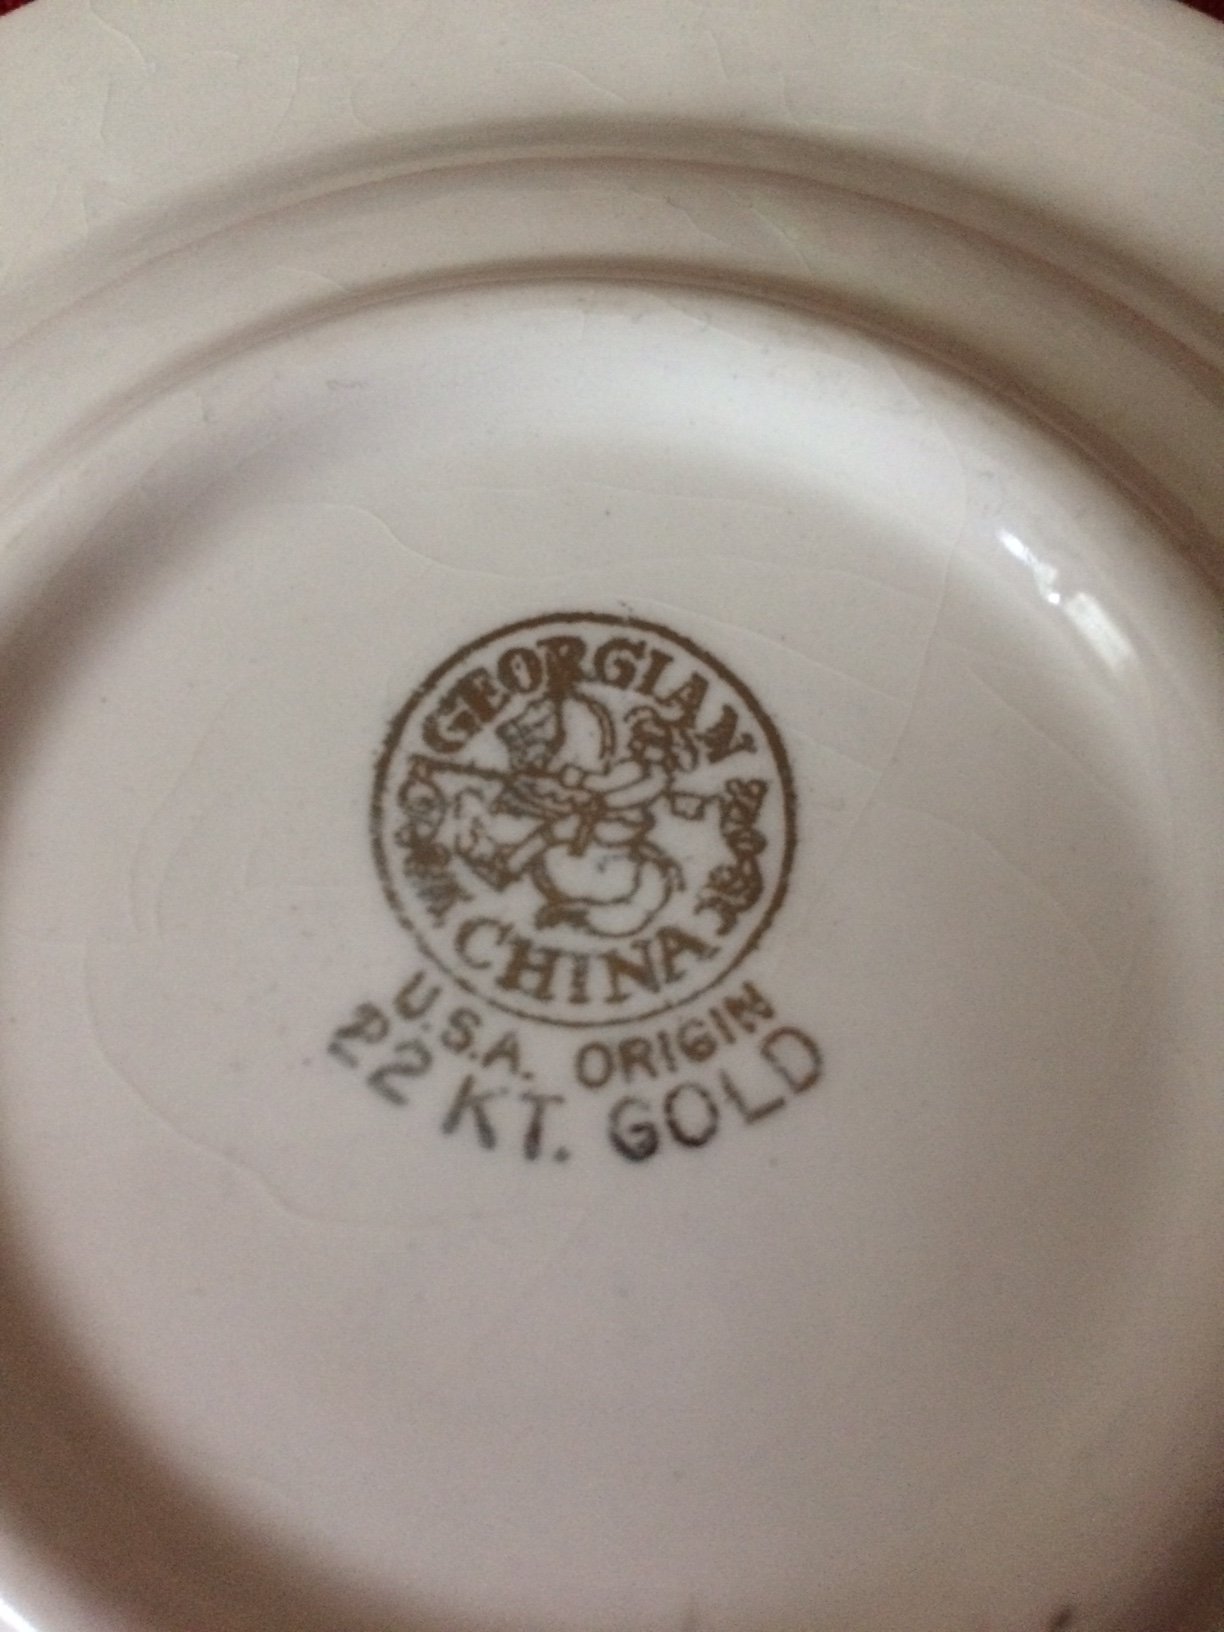 GEORGIAN
CHINA
U.S.A. ORIGIN
22 KT. GOLD